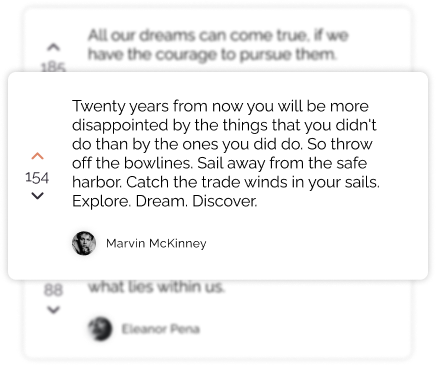 All our dreams can come true, if we
have the courage to pursue them.
185
Twenty years from now you will be more
disappointed by the things that you didn't
do than by the ones you did do. So throw
154
off the bowlines. Sail away from the safe
harbor. Catch the trade winds in your sails.
Explore. Dream. Discover.
Marvin McKinney
88
what lies within us.
Eleanor Pena